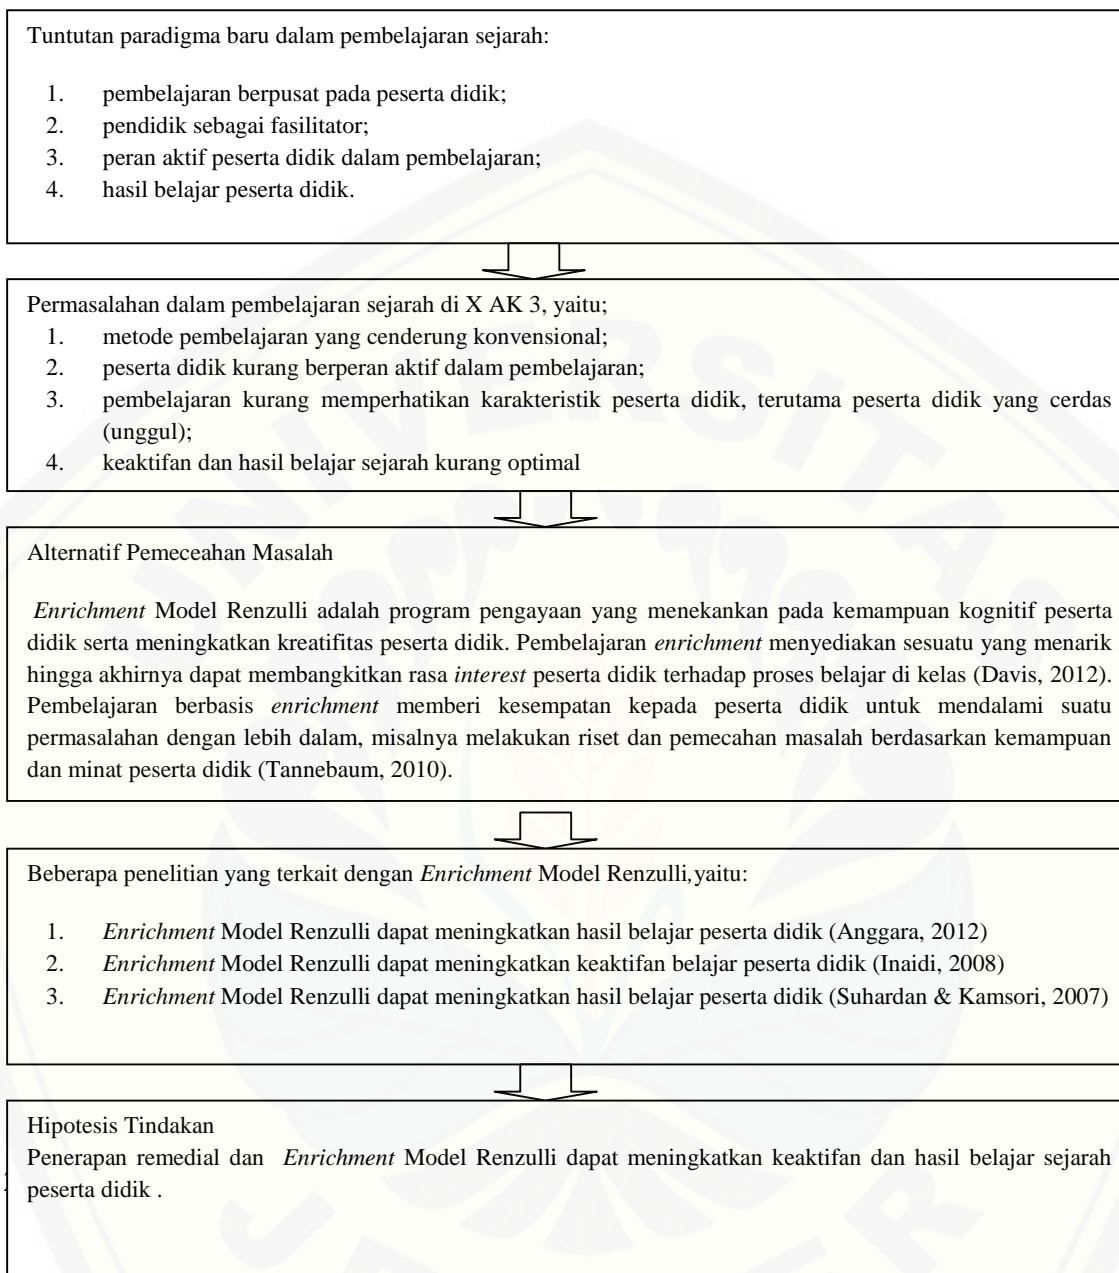 Tuntutan paradigma baru dalam pembelajaran sejarah:
1. pembelajaran berpusat pada peserta didik;
2. pendidik sebagai fasilitator;
3. peran aktif peserta didik dalam pembelajaran;
4. hasil belajar peserta didik.
Permasalahan dalam pembelajaran sejarah di X AK 3, yaitu;
1. metode pembelajaran yang cenderung konvensional;
2. peserta didik kurang berperan aktif dalam pembelajaran;
3. pembelajaran kurang memperhatikan karakteristik peserta didik, terutama peserta didik yang cerdas
(unggul);
4. keaktifan dan hasil belajar sejarah kurang optimal
Alternatif Pemeceahan Masalah
Enrichment Model Renzulli adalah program pengayaan yang menekankan pada kemampuan kognitif peserta
didik serta meningkatkan kreatifitas peserta didik. Pembelajaran enrichment menyediakan sesuatu yang menarik
hingga akhirnya dapat membangkitkan rasa interest peserta didik terhadap proses belajar di kelas (Davis, 2012).
Pembelajaran berbasis enrichment memberi kesempatan kepada peserta didik untuk mendalami suatu
permasalahan dengan lebih dalam, misalnya melakukan riset dan pemecahan masalah berdasarkan kemampuan
dan minat peserta didik (Tannebaum, 2010).
Beberapa penelitian yang terkait dengan Enrichment Model Renzulli,yaitu:
1. Enrichment Model Renzulli dapat meningkatkan hasil belajar peserta didik (Anggara, 2012)
2. Enrichment Model Renzulli dapat meningkatkan keaktifan belajar peserta didik (Inaidi, 2008)
3. Enrichment Model Renzulli dapat meningkatkan hasil belajar peserta didik (Suhardan & Kamsori, 2007)
Hipotesis Tindakan
Penerapan remedial dan Enrichment Model Renzulli dapat meningkatkan keaktifan dan hasil belajar sejarah
peserta didik .
UNIVERSITAS
JEMBER